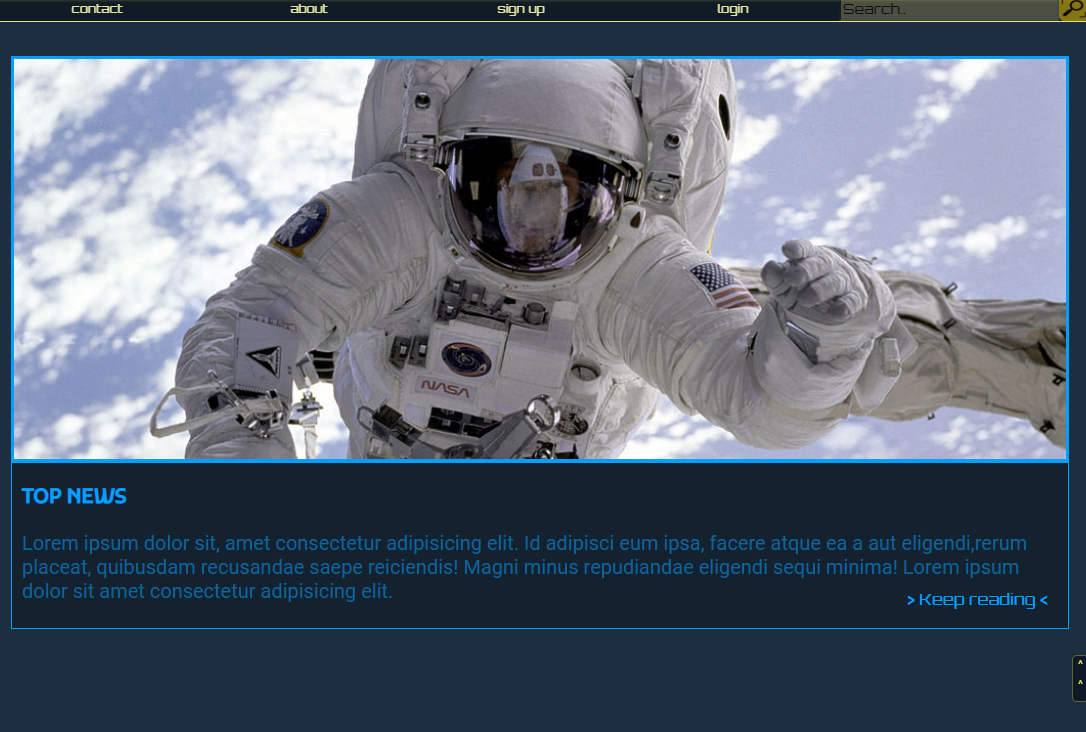 contact about sign up login Search..
NASA
TOP NEWS
Lorem ipsum dolor sit, amet consectetur adipisicing elit. Id adipisci eum ipsa, facere atque ea a aut eligendi,rerum
placeat, quibusdam recusandae saepe reiciendis! Magni minus repudiandae eligendi sequi minima! Lorem ipsum
dolor sit amet consectetur adipisicing elit.
> Keep reading <
^
^